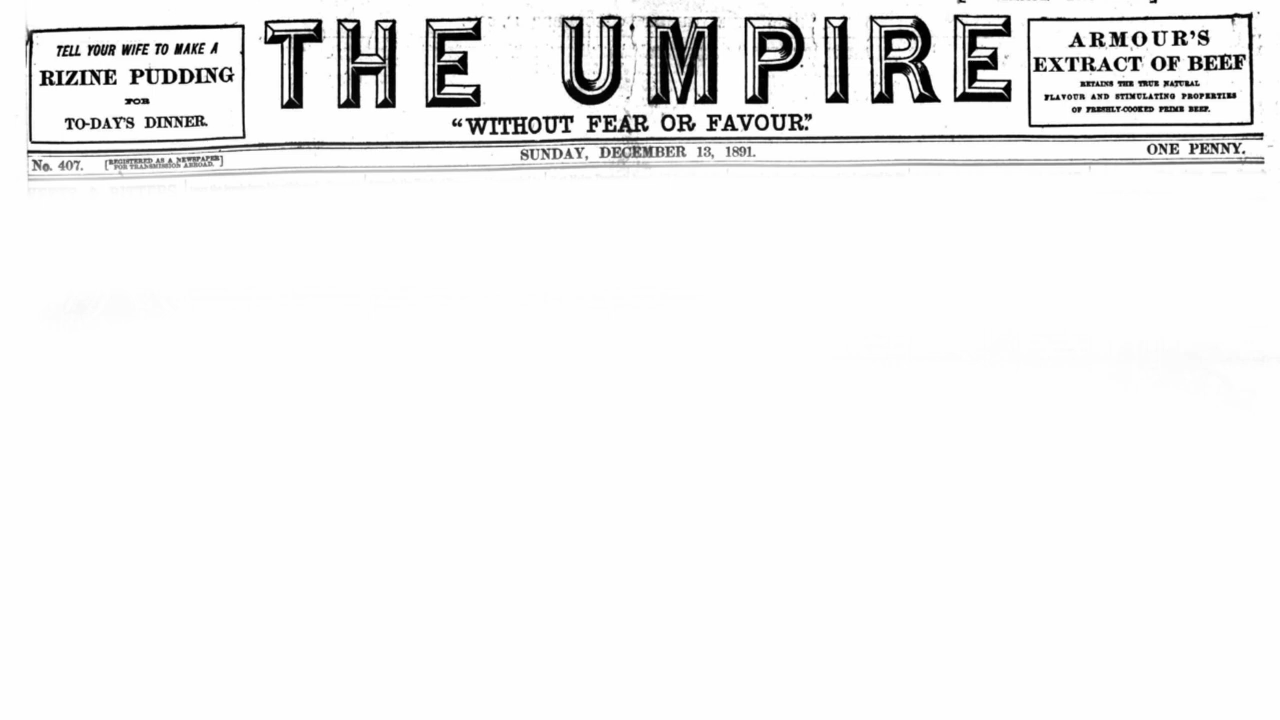 TELL YOUR WIFE TO MAKE A
RIZINE PUDDING
FOR
TO-DAY'S DINNER.
THE UMPIRE
"WITHOUT FEAR OR FAVOUR."
ARMOUR'S
EXTRACT OF BEEF
RETAINS THE TRUE NATURAL
FLAVOUR AND STIMULATING PROPERTIES
OF FRESHLY-COOKED PRIME BEEF.
No. 407.
[REGISTERED AS A NEWSPAPER]
[FOR TRANSMISSION ABROAD.]
SUNDAY, DECEMBER 13, 1891.
ONE PENNY.